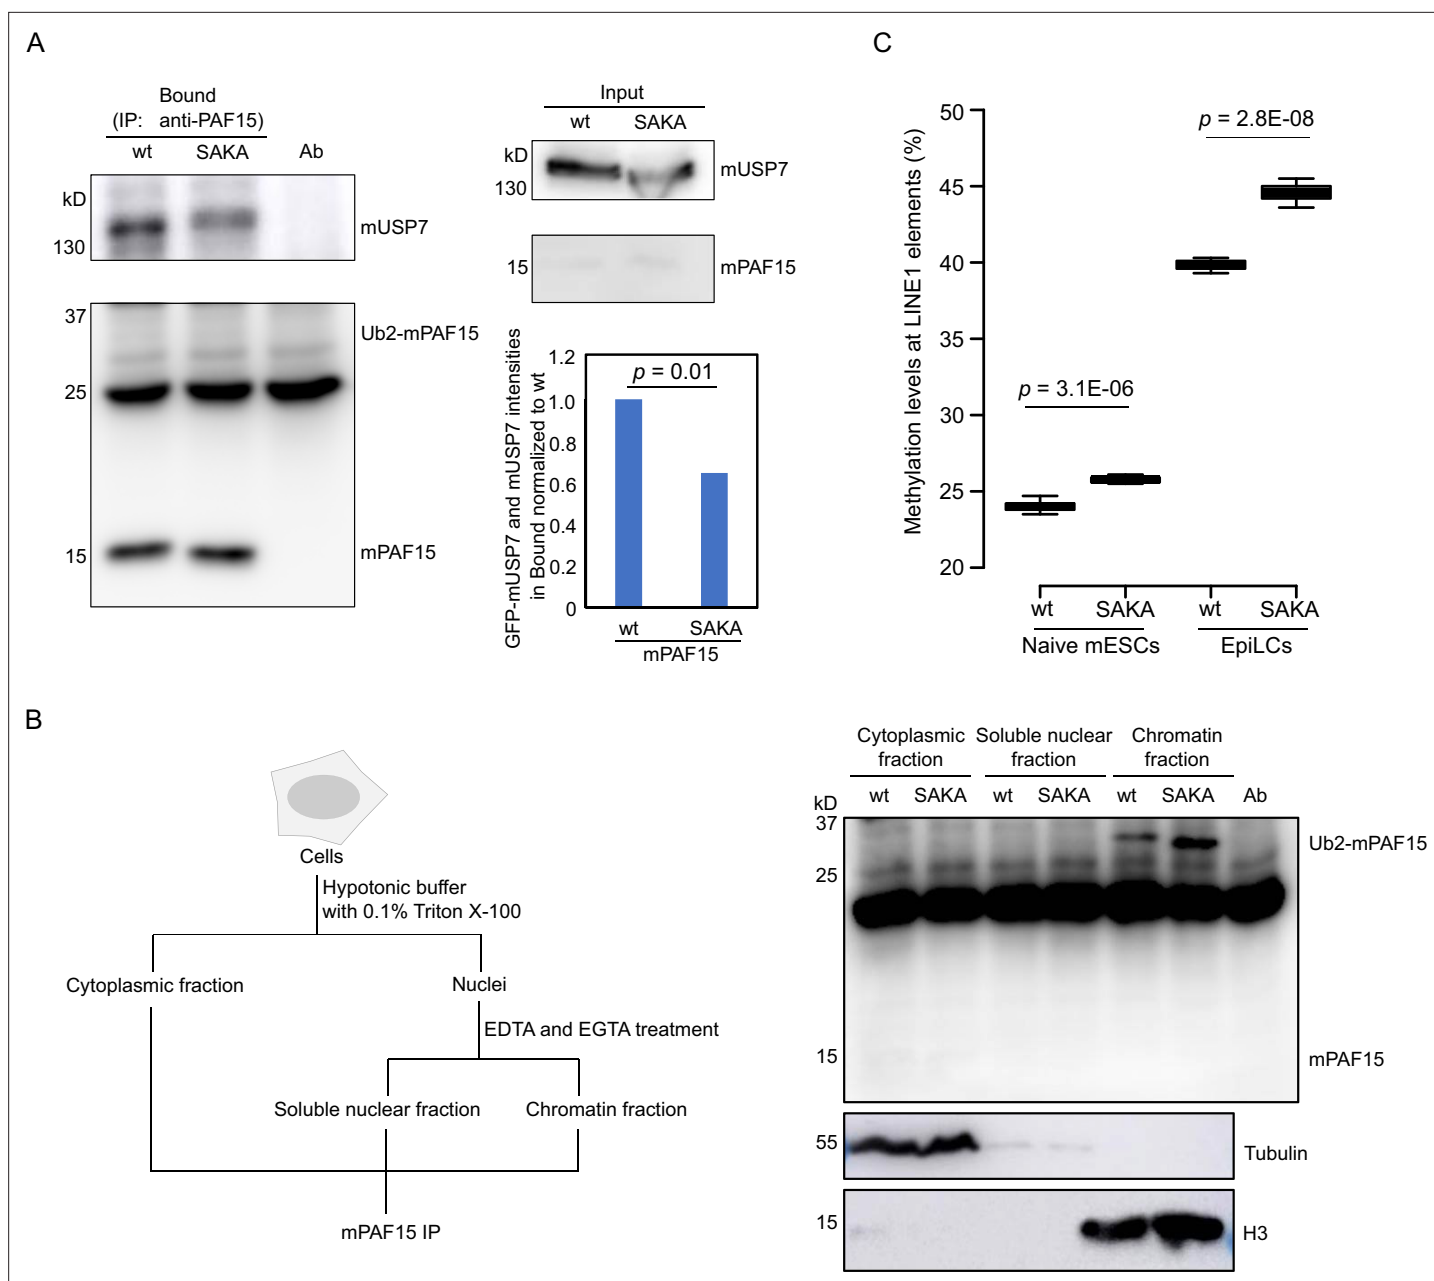 A
Bound
(IP: anti-PAF15)
wt SAKA Ab
kD
130
mUSP7
37
25
15
Ub2-mPAF15
mPAF15
Input
wt SAKA
kD
130
mUSP7
15
mPAF15
GFP-mUSP7 and mUSP7 intensities
in Bound normalized to wt
1.2
1.0
0.8
0.6
0.4
0.2
0
p = 0.01
wt SAKA
mPAF15
C
Methylation levels at LINE1 elements (%)
50
45
40
35
30
25
20
p = 2.8E-08
p = 3.1E-06
wt SAKA wt SAKA
Naive mESCs EpiLCs
B
Cells
Hypotonic buffer
with 0.1% Triton X-100
Cytoplasmic fraction Nuclei
EDTA and EGTA treatment
Soluble nuclear fraction Chromatin fraction
mPAF15 IP
Cytoplasmic Soluble nuclear Chromatin
fraction fraction fraction
wt SAKA wt SAKA wt SAKA Ab
kD
37
25
15
Ub2-mPAF15
mPAF15
55
Tubulin
15
H3